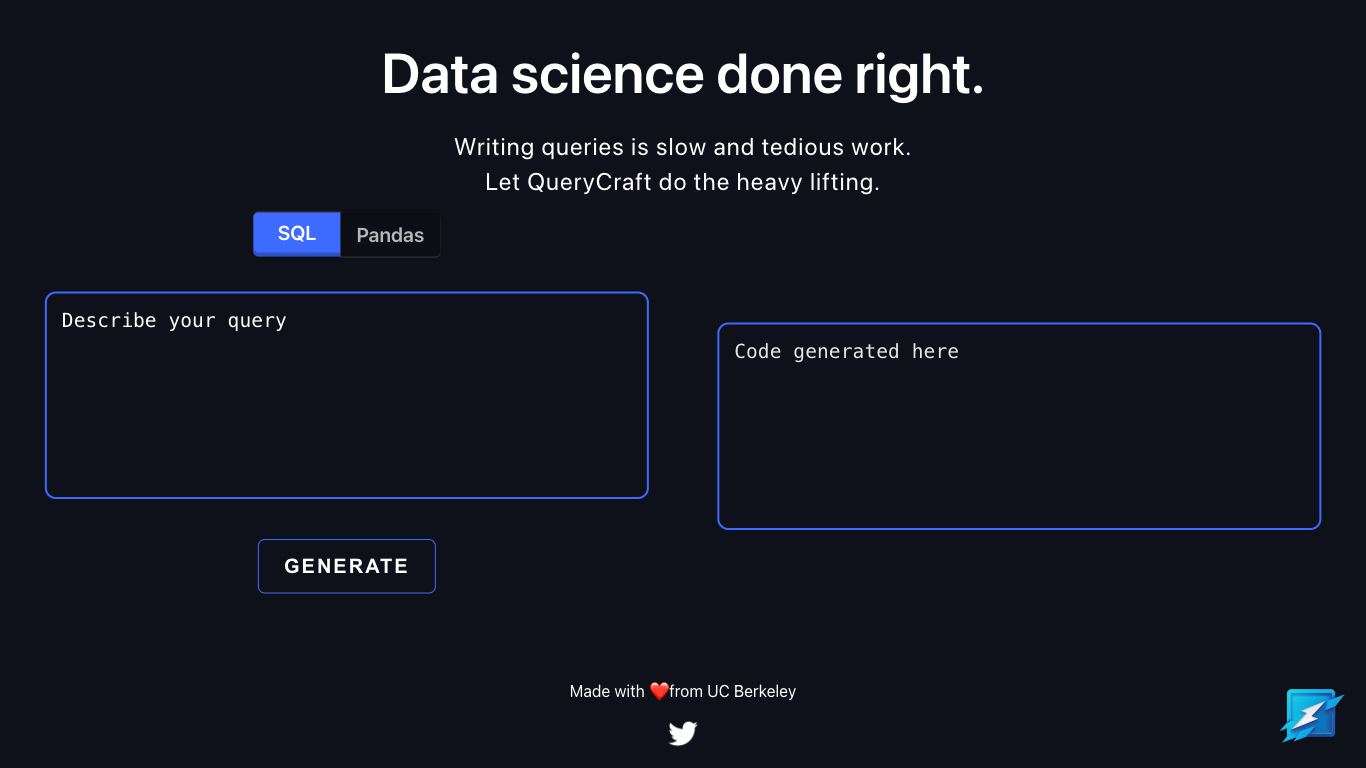 Data science done right.
Writing queries is slow and tedious work.
Let QueryCraft do the heavy lifting.
SQL
Pandas
Describe your query
Code generated here
GENERATE
Made with ❤️from UC Berkeley